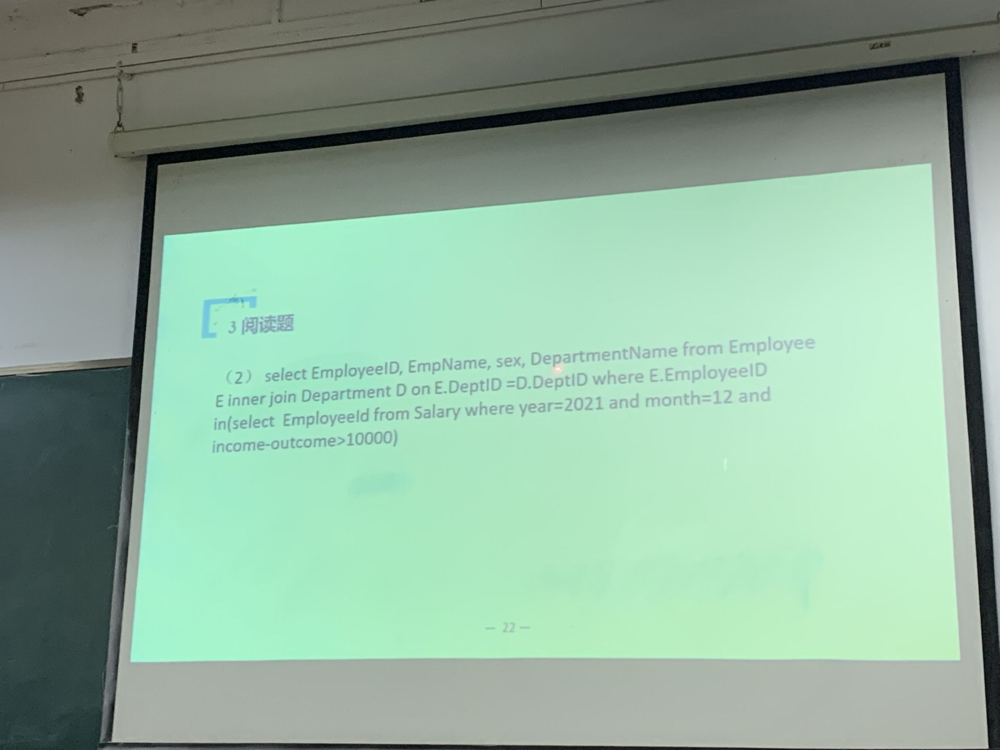 3 阅读题
（2） select EmployeeID, EmpName, sex, DepartmentName from Employee
E inner join Department D on E.DeptID =D.DeptID where E.EmployeeID
in(select EmployeeId from Salary where year=2021 and month=12 and
income-outcome>10000)
— 22 —